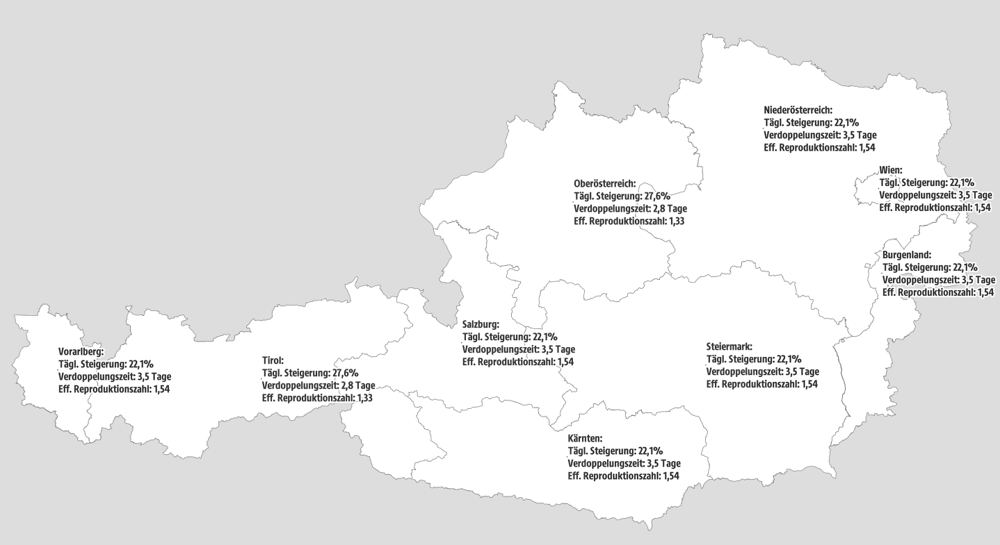 Niederösterreich:
Tägl. Steigerung: 22,1%
Verdoppelungszeit: 3,5 Tage
Eff. Reproduktionszahl: 1,54
Wien:
Tägl. Steigerung: 22,1%
Verdoppelungszeit: 3,5 Tage
Eff. Reproduktionszahl: 1,54
Oberösterreich:
Tägl. Steigerung: 27,6%
Verdoppelungszeit: 2,8 Tage
Eff. Reproduktionszahl: 1,33
Burgenland:
Tägl. Steigerung: 22,1%
Verdoppelungszeit: 3,5 Tage
Eff. Reproduktionszahl: 1,54
Salzburg:
Tägl. Steigerung: 22,1%
Verdoppelungszeit: 3,5 Tage
Eff. Reproduktionszahl: 1,54
Steiermark:
Tägl. Steigerung: 22,1%
Verdoppelungszeit: 3,5 Tage
Eff. Reproduktionszahl: 1,54
Vorarlberg:
Tägl. Steigerung: 22,1%
Verdoppelungszeit: 3,5 Tage
Eff. Reproduktionszahl: 1,54
Tirol:
Tägl. Steigerung: 27,6%
Verdoppelungszeit: 2,8 Tage
Eff. Reproduktionszahl: 1,33
Kärnten:
Tägl. Steigerung: 22,1%
Verdoppelungszeit: 3,5 Tage
Eff. Reproduktionszahl: 1,54